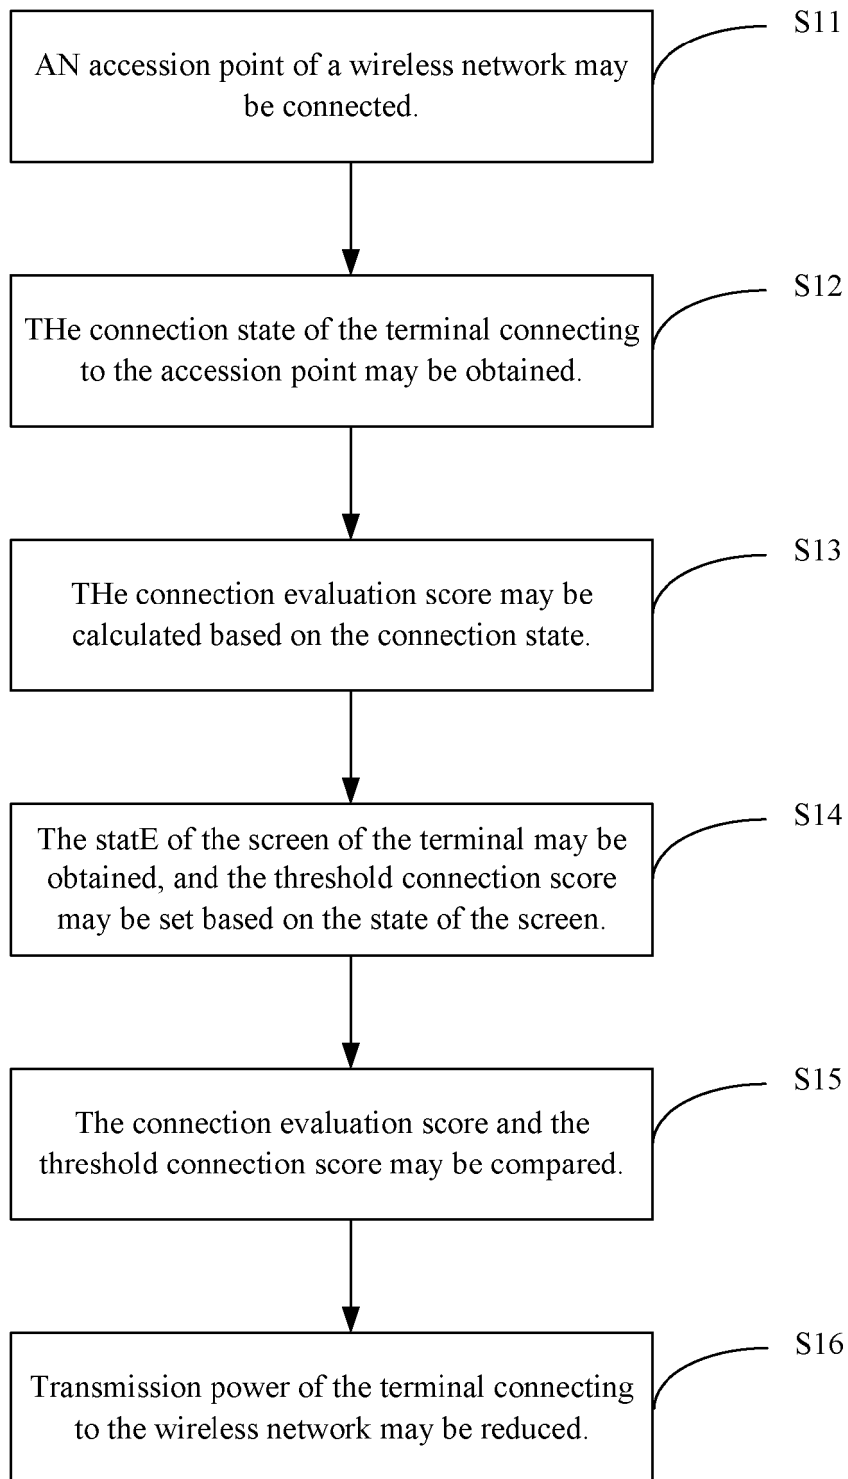 S11
AN accession point of a wireless network may
be connected.
S12
THe connection state of the terminal connecting
to the accession point may be obtained.
S13
THe connection evaluation score may be
calculated based on the connection state.
S14
The statE of the screen of the terminal may be
obtained, and the threshold connection score
may be set based on the state of the screen.
S15
The connection evaluation score and the
threshold connection score may be compared.
S16
Transmission power of the terminal connecting
to the wireless network may be reduced.